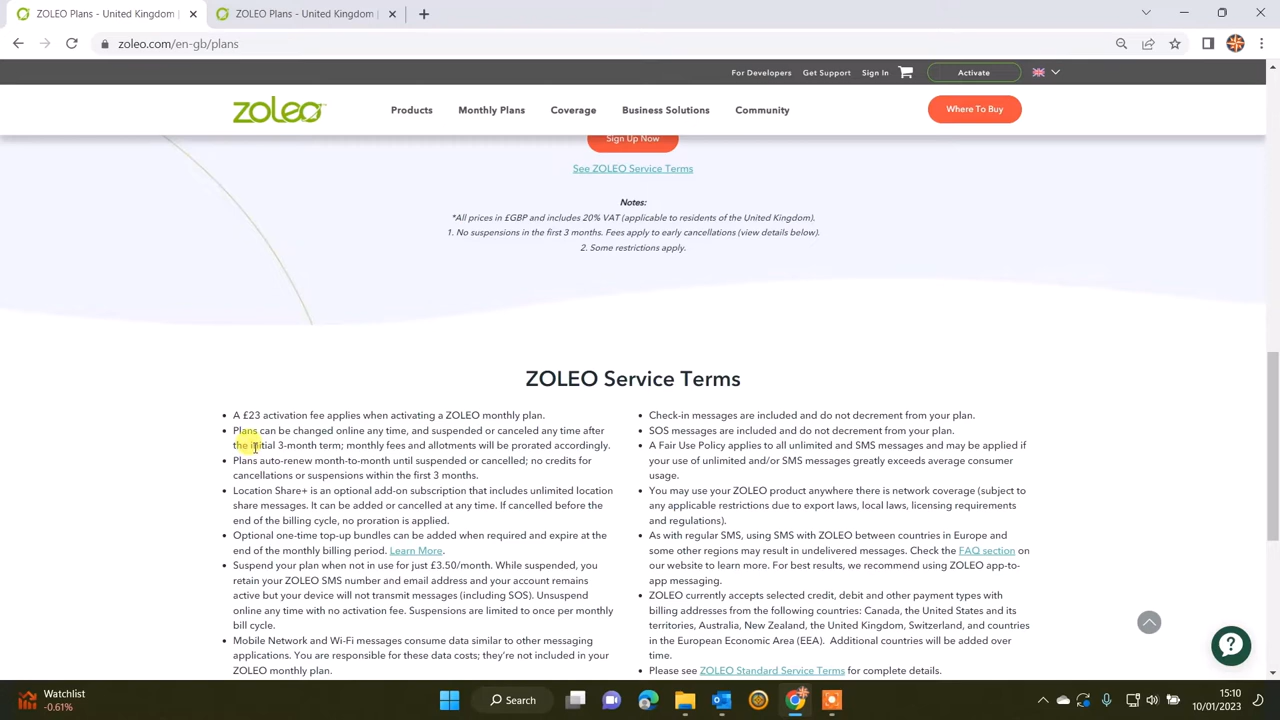 ZOLEO Plans - United Kingdom |
ZOLEO Plans - United Kingdom |
zoleo.com/en-gb/plans
For Developers
Get Support
Sign In
Activate
zoleo
Products
Monthly Plans
Coverage
Business Solutions
Community
Where To Buy
Sign Up Now
See ZOLEO Service Terms
Notes:
*All prices in £GBP and includes 20% VAT (applicable to residents of the United Kingdom).
1. No suspensions in the first 3 months. Fees apply to early cancellations (view details below).
2. Some restrictions apply.
ZOLEO Service Terms
A £23 activation fee applies when activating a ZOLEO monthly plan.
Plans can be changed online any time, and suspended or canceled any time after
the initial 3-month term; monthly fees and allotments will be prorated accordingly.
Plans auto-renew month-to-month until suspended or cancelled; no credits for
cancellations or suspensions within the first 3 months.
Location Share+ is an optional add-on subscription that includes unlimited location
share messages. It can be added or cancelled at any time. If cancelled before the
end of the billing cycle, no proration is applied.
Optional one-time top-up bundles can be added when required and expire at the
end of the monthly billing period. Learn More.
Suspend your plan when not in use for just £3.50/month. While suspended, you
retain your ZOLEO SMS number and email address and your account remains
active but your device will not transmit messages (including SOS). Unsuspend
online any time with no activation fee. Suspensions are limited to once per monthly
bill cycle.
Mobile Network and Wi-Fi messages consume data similar to other messaging
applications. You are responsible for these data costs; they're not included in your
ZOLEO monthly plan.
Check-in messages are included and do not decrement from your plan.
SOS messages are included and do not decrement from your plan.
A Fair Use Policy applies to all unlimited and SMS messages and may be applied if
your use of unlimited and/or SMS messages greatly exceeds average consumer
usage.
You may use your ZOLEO product anywhere there is network coverage (subject to
any applicable restrictions due to export laws, local laws, licensing requirements
and regulations).
As with regular SMS, using SMS with ZOLEO between countries in Europe and
some other regions may result in undelivered messages. Check the FAQ section on
our website to learn more. For best results, we recommend using ZOLEO app-to-
app messaging.
ZOLEO currently accepts selected credit, debit and other payment types with
billing addresses from the following countries: Canada, the United States and its
territories, Australia, New Zealand, the United Kingdom, Switzerland, and countries
in the European Economic Area (EEA). Additional countries will be added over
time.
Please see ZOLEO Standard Service Terms for complete details.
Watchlist
-0.61%
Search
15:10
10/01/2023